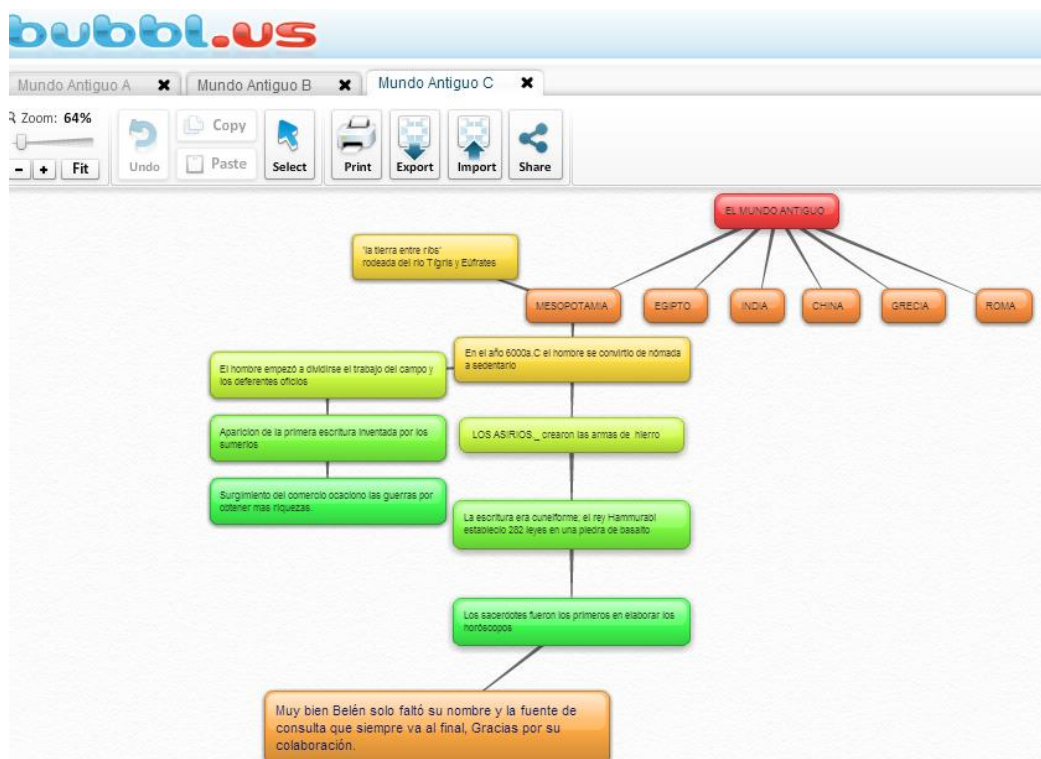 bubbl.us
Mundo Antiguo A
Mundo Antiguo B
Mundo Antiguo C
Zoom: 64%
- + Fit
Undo
Copy
Paste
Select
Print
Export
Import
Share
EL MUNDO ANTIGUO
"la tierra entre ribs"
rodeada del rio Tígris y Eúfrates
MESOPOTAMIA
EGIPTO
INDIA
CHINA
GRECIA
ROMA
En el año 6000a.C el hombre se convirtio de nómada
a sedentario
El hombre empezó a dividirse el trabajo del campo y
los deferentes oficios
Aparicion de la primera escritura inventada por los
sumerios
Surgimiento del comercio ocaciono las guerras por
obtener mas riquezas.
LOS ASIRIOS._ crearon las armas de hierro
La escritura era cuneiforme; el rey Hammurabi
establecio 282 leyes en una piedra de basalto
Los sacerdotes fueron los primeros en elaborar los
horóscopos
Muy bien Belén solo faltó su nombre y la fuente de
consulta que siempre va al final, Gracias por su
colaboración.